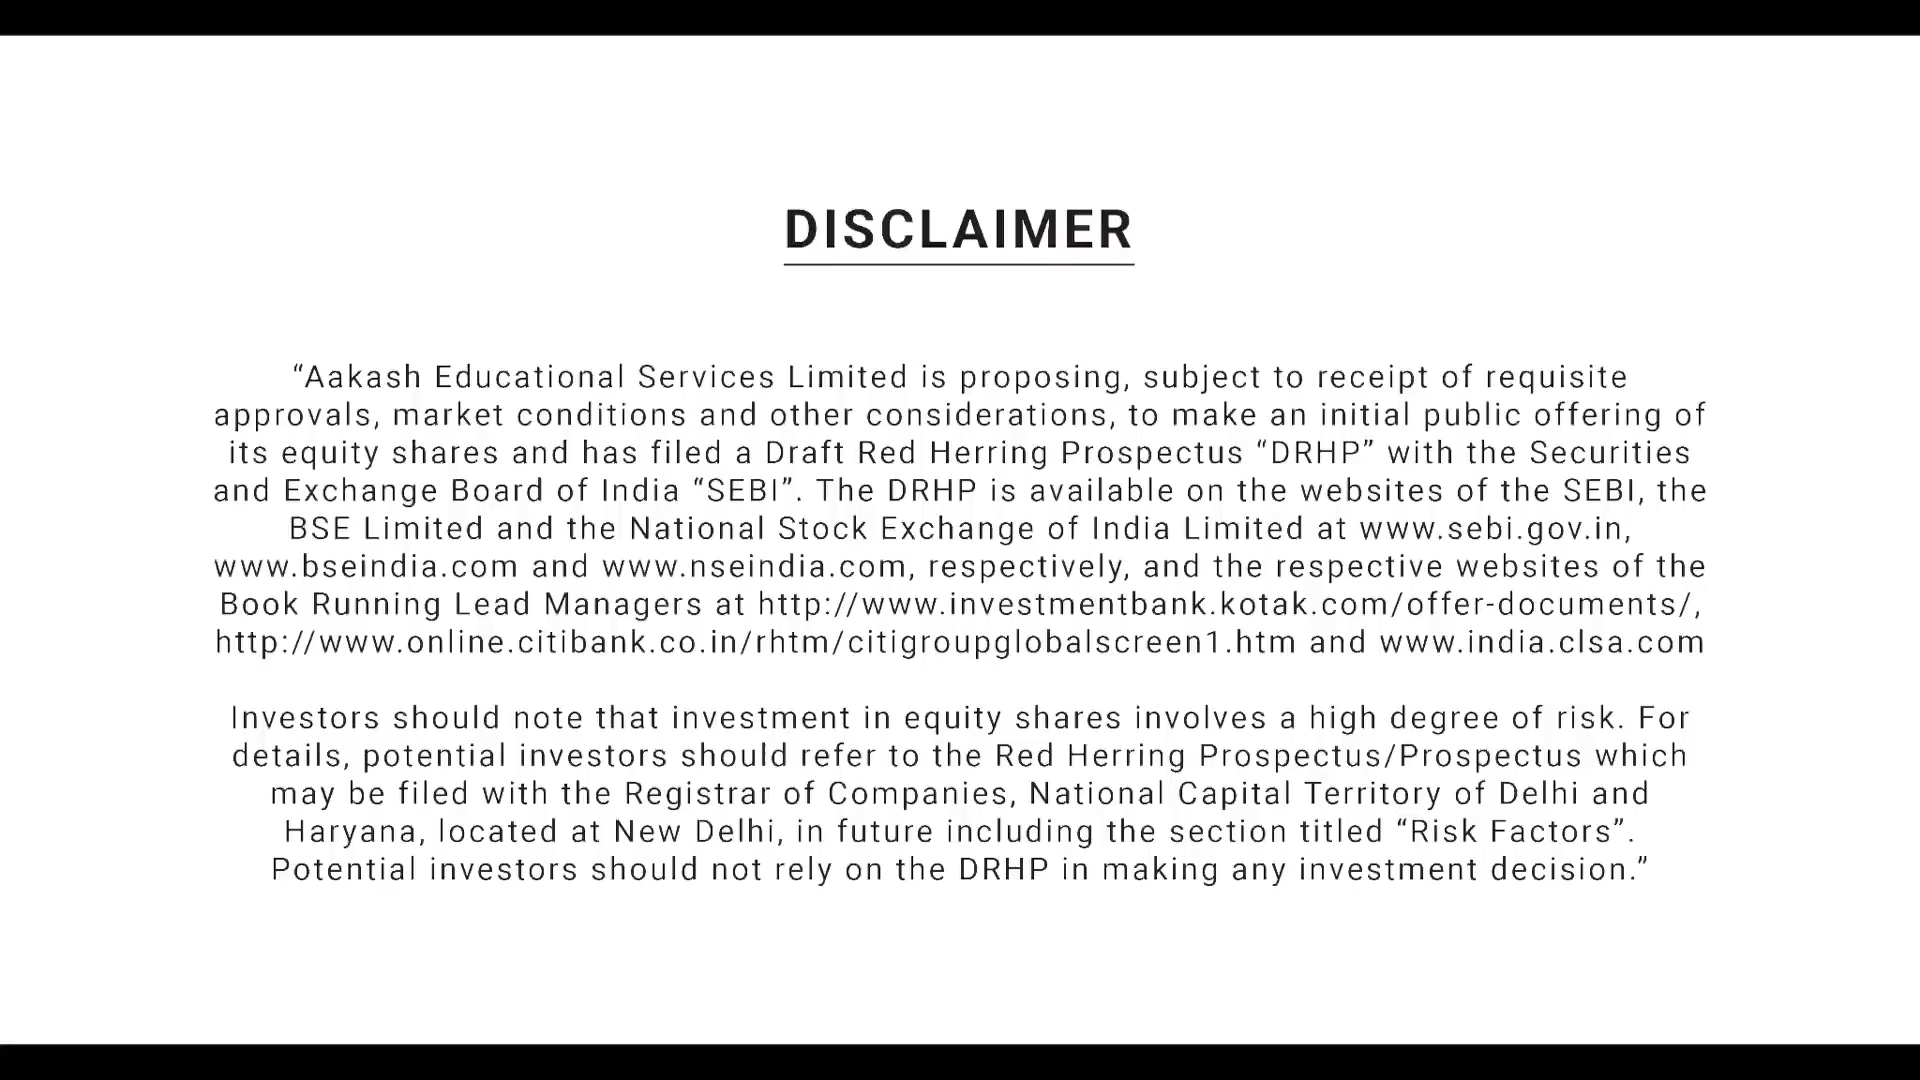 DISCLAIMER
“Aakash Educational Services Limited is proposing, subject to receipt of requisite
approvals, market conditions and other considerations, to make an initial public offering of
its equity shares and has filed a Draft Red Herring Prospectus “DRHP” with the Securities
and Exchange Board of India “SEBI”. The DRHP is available on the websites of the SEBI, the
BSE Limited and the National Stock Exchange of India Limited at www.sebi.gov.in,
www.bseindia.com and www.nseindia.com, respectively, and the respective websites of the
Book Running Lead Managers at http://www.investmentbank.kotak.com/offer-documents/,
http://www.online.citibank.co.in/rhtm/citigroupglobalscreen1.htm and www.india.clsa.com
Investors should note that investment in equity shares involves a high degree of risk. For
details, potential investors should refer to the Red Herring Prospectus/Prospectus which
may be filed with the Registrar of Companies, National Capital Territory of Delhi and
Haryana, located at New Delhi, in future including the section titled “Risk Factors”.
Potential investors should not rely on the DRHP in making any investment decision.”